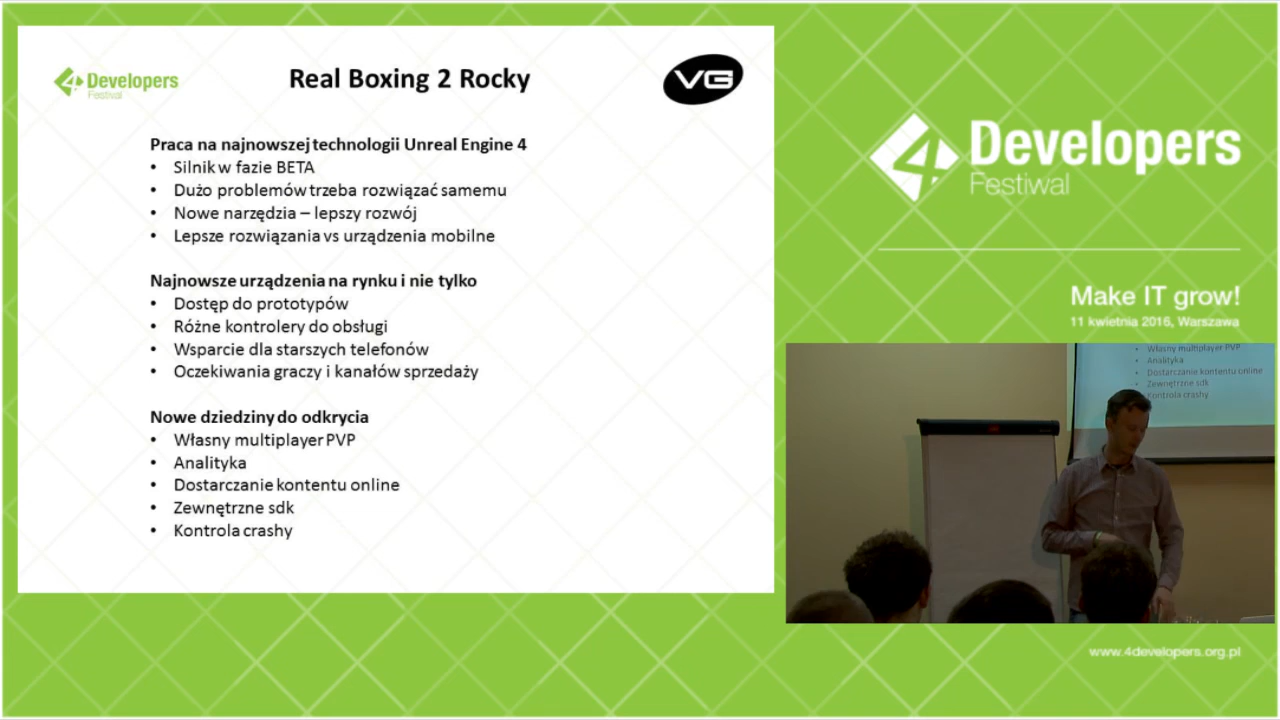 4Developers
Festival
Real Boxing 2 Rocky
VG
Praca na najnowszej technologii Unreal Engine 4
• Silnik w fazie BETA
• Dużo problemów trzeba rozwiązać samemu
• Nowe narzędzia – lepszy rozwój
• Lepsze rozwiązania vs urządzenia mobilne
Najnowsze urządzenia na rynku i nie tylko
• Dostęp do prototypów
• Różne kontrolery do obsługi
• Wsparcie dla starszych telefonów
• Oczekiwania graczy i kanałów sprzedaży
Nowe dziedziny do odkrycia
• Własny multiplayer PVP
• Analityka
• Dostarczanie kontentu online
• Zewnętrzne sdk
• Kontrola crashy
4Developers
Festiwal
Make IT grow!
11 kwietnia 2016, Warszawa
• Własny multiplayer PVP
• Analityka
• Dostarczanie kontentu online
• Zewnętrzne sdk
• Kontrola crashy
www.4developers.org.pl